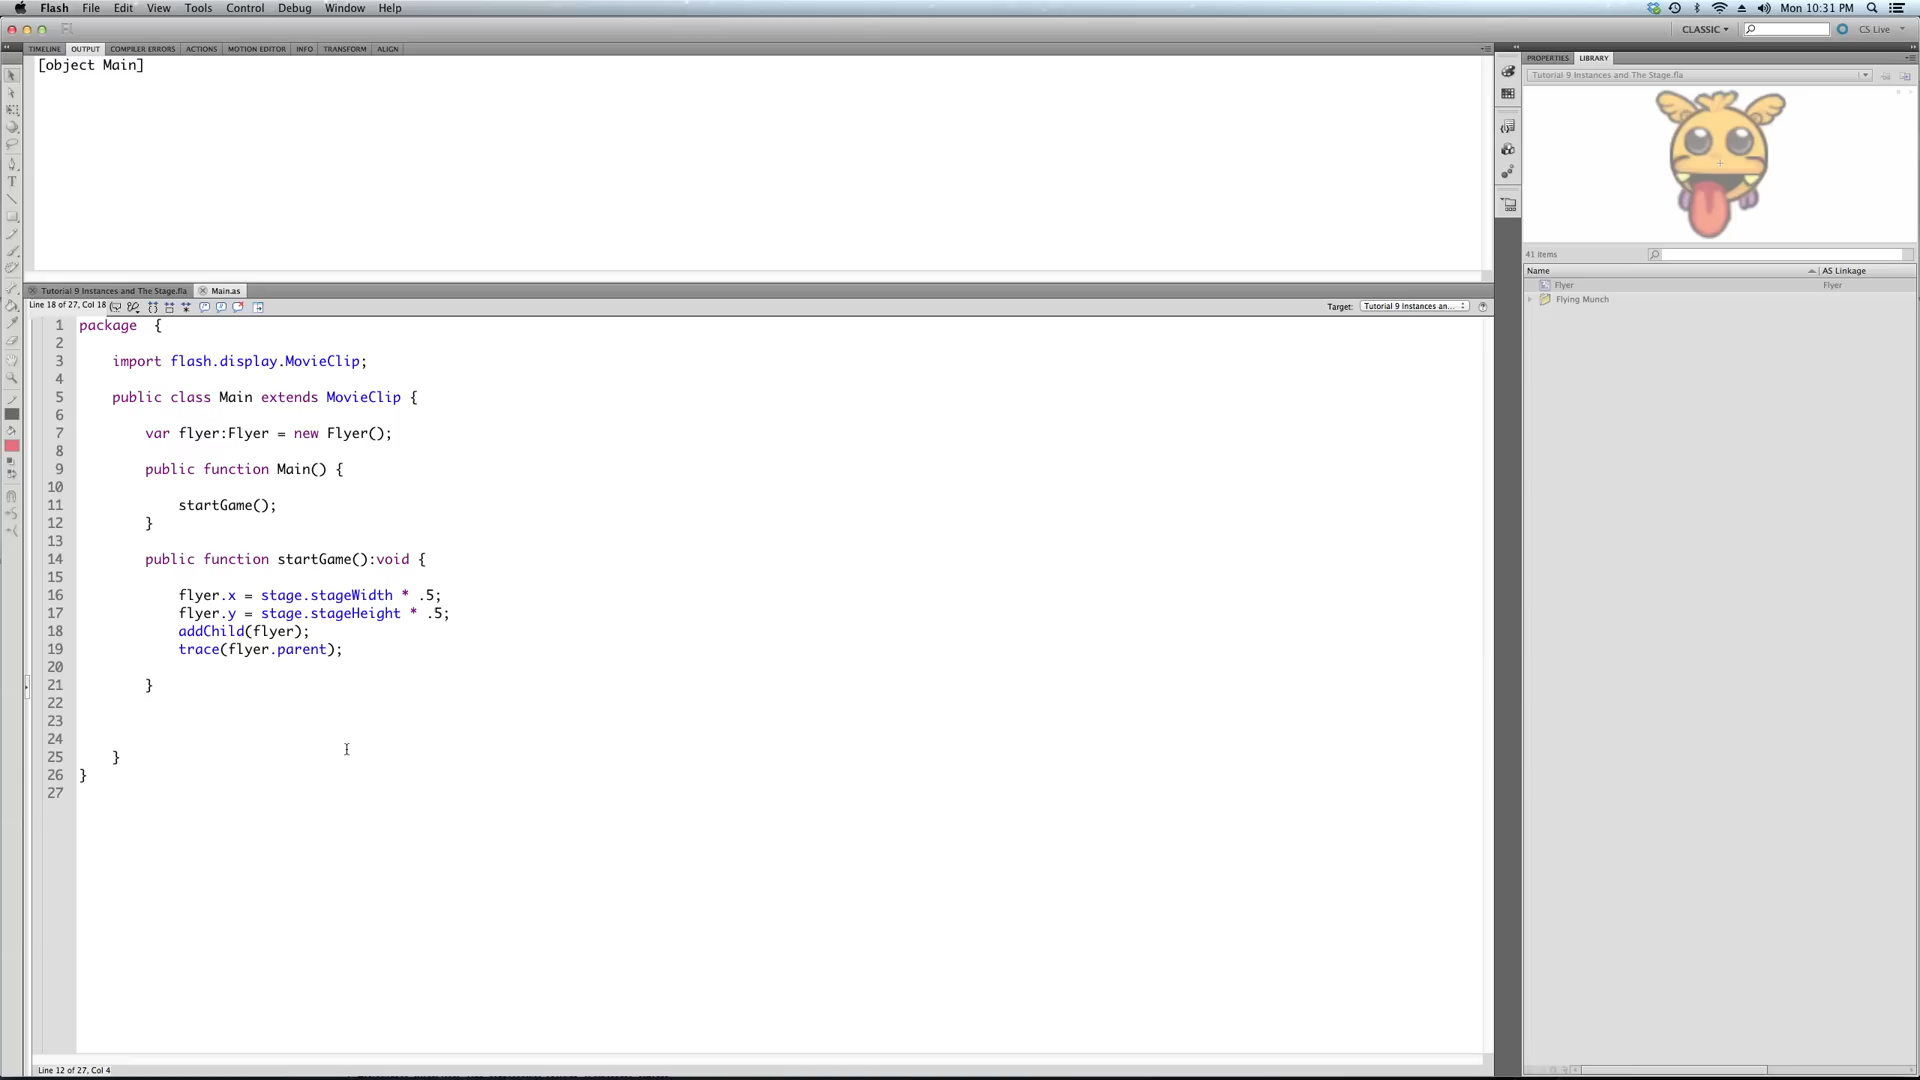 Flash File Edit View Tools Control Debug Window Help Mon 10:31 PM
CLASSIC CS Live
TIMELINE OUTPUT COMPILER ERRORS ACTIONS MOTION EDITOR INFO TRANSFORM ALIGN
PROPERTIES LIBRARY
[object Main]
Tutorial 9 Instances and The Stage.fla
41 items
Name AS Linkage
Flyer Flyer
Flying Munch
Tutorial 9 Instances and The Stage.fla Main.as
Line 18 of 27, Col 18 Target: Tutorial 9 Instances an...
1 package {
2
3 import flash.display.MovieClip;
4
5 public class Main extends MovieClip {
6
7 var flyer:Flyer = new Flyer();
8
9 public function Main() {
10
11 startGame();
12 }
13
14 public function startGame():void {
15
16 flyer.x = stage.stageWidth * .5;
17 flyer.y = stage.stageHeight * .5;
18 addChild(flyer);
19 trace(flyer.parent);
20
21 }
22
23
24
25 }
26 }
27
Line 12 of 27, Col 4